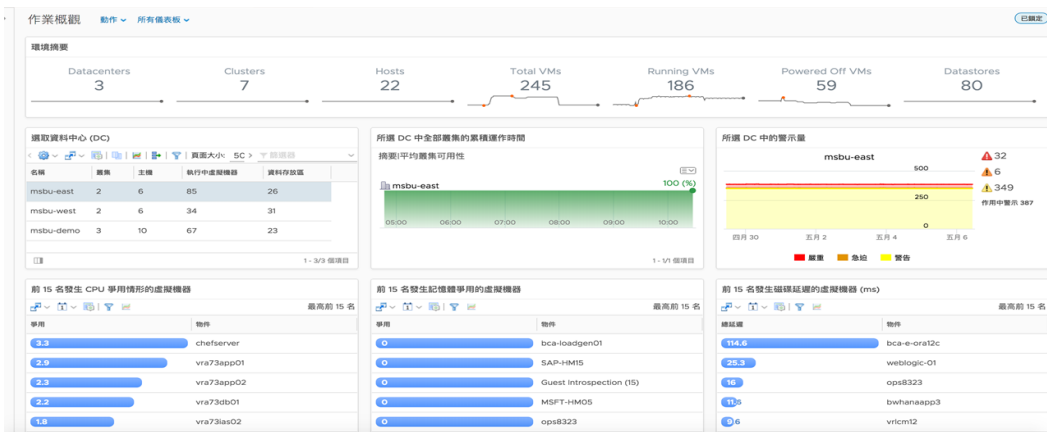 作業概觀 動作 所有儀表板 已鎖定
環境摘要
Datacenters Clusters Hosts Total VMs Running VMs Powered Off VMs Datastores
3 7 22 245 186 59 80
選取資料中心 (DC)
頁面大小: 5C 篩選器
名稱 叢集 主機 執行中虛擬機器 資料存放區
msbu-east 2 6 85 26
msbu-west 2 6 34 31
msbu-demo 3 10 67 23
1 - 3/3 個項目
所選 DC 中全部叢集的累積運作時間
摘要|平均叢集可用性
msbu-east 100 (%)
05:00 06:00 07:00 08:00 09:00 10:00
1 - 1/1 個項目
所選 DC 中的警示量
msbu-east
500
250
0
四月 30 五月 2 五月 4 五月 6
嚴重 急迫 警告
32
6
349
作用中警示 387
前 15 名發生 CPU 爭用情形的虛擬機器
最高前 15 名
爭用 物件
3.3 chefserver
2.9 vra73app01
2.3 vra73app02
2.2 vra73db01
1.8 vra73ias02
前 15 名發生記憶體爭用的虛擬機器
最高前 15 名
爭用 物件
0 bca-loadgen01
0 SAP-HM15
0 Guest Introspection (15)
0 MSFT-HM05
0 ops8323
前 15 名發生磁碟延遲的虛擬機器 (ms)
最高前 15 名
總延遲 物件
114.6 bca-e-ora12c
25.3 weblogic-01
16 ops8323
11.5 bwhanaapp3
9.6 vrlcm12